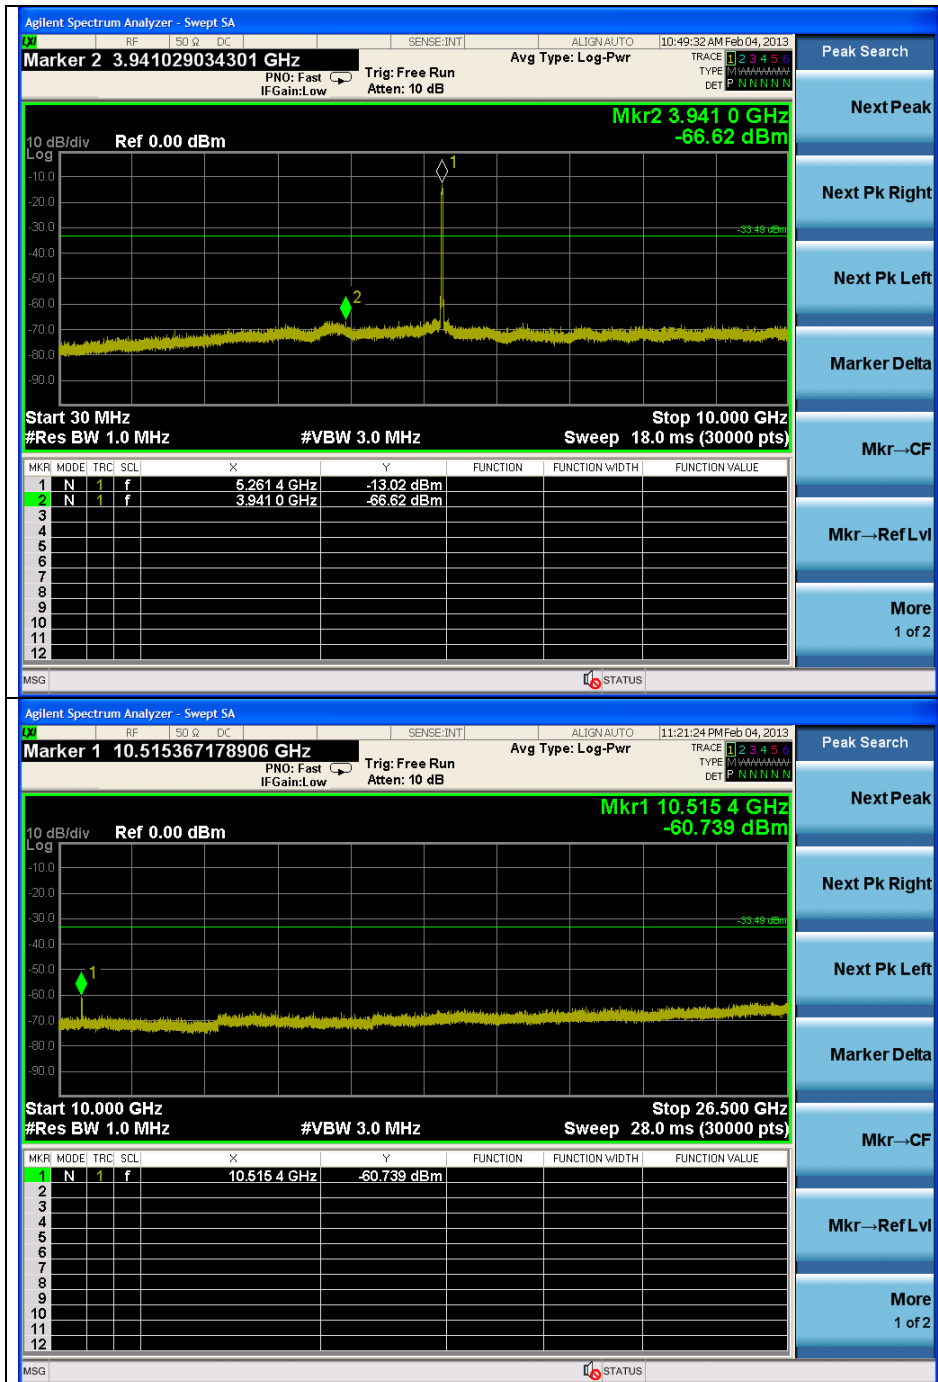 Agilent Spectrum Analyzer - Swept SA
LXI RF 50 Ω DC SENSE:INT ALIGN AUTO 10:49:32 AM Feb 04, 2013
Marker 2 3.941029034301 GHz
PNO: Fast
IFGain:Low
Trig: Free Run
Atten: 10 dB
Avg Type: Log-Pwr
TRACE 1 2 3 4 5 6
TYPE M WWWWW
DET P N N N N N
Mkr2 3.941 0 GHz
-66.62 dBm
10 dB/div Ref 0.00 dBm
Log
1
-10.0
-20.0
-30.0
-33.49 dBm
-40.0
-50.0
2
-60.0
-70.0
-80.0
-90.0
Start 30 MHz Stop 10.000 GHz
#Res BW 1.0 MHz #VBW 3.0 MHz Sweep 18.0 ms (30000 pts)
MKR MODE TRC SCL X Y FUNCTION FUNCTION WIDTH FUNCTION VALUE
1 N 1 f 5.261 4 GHz -13.02 dBm
2 N 1 f 3.941 0 GHz -66.62 dBm
3
4
5
6
7
8
9
10
11
12
MSG STATUS
Peak Search
Next Peak
Next Pk Right
Next Pk Left
Marker Delta
Mkr→CF
Mkr→Ref Lvl
More
1 of 2
Agilent Spectrum Analyzer - Swept SA
LXI RF 50 Ω DC SENSE:INT ALIGN AUTO 11:21:24 PM Feb 04, 2013
Marker 1 10.515367178906 GHz
PNO: Fast
IFGain:Low
Trig: Free Run
Atten: 10 dB
Avg Type: Log-Pwr
TRACE 1 2 3 4 5 6
TYPE M WWWWW
DET P N N N N N
Mkr1 10.515 4 GHz
-60.739 dBm
10 dB/div Ref 0.00 dBm
Log
-10.0
-20.0
-30.0
-33.49 dBm
-40.0
-50.0
1
-60.0
-70.0
-80.0
-90.0
Start 10.000 GHz Stop 26.500 GHz
#Res BW 1.0 MHz #VBW 3.0 MHz Sweep 28.0 ms (30000 pts)
MKR MODE TRC SCL X Y FUNCTION FUNCTION WIDTH FUNCTION VALUE
1 N 1 f 10.515 4 GHz -60.739 dBm
2
3
4
5
6
7
8
9
10
11
12
MSG STATUS
Peak Search
Next Peak
Next Pk Right
Next Pk Left
Marker Delta
Mkr→CF
Mkr→Ref Lvl
More
1 of 2